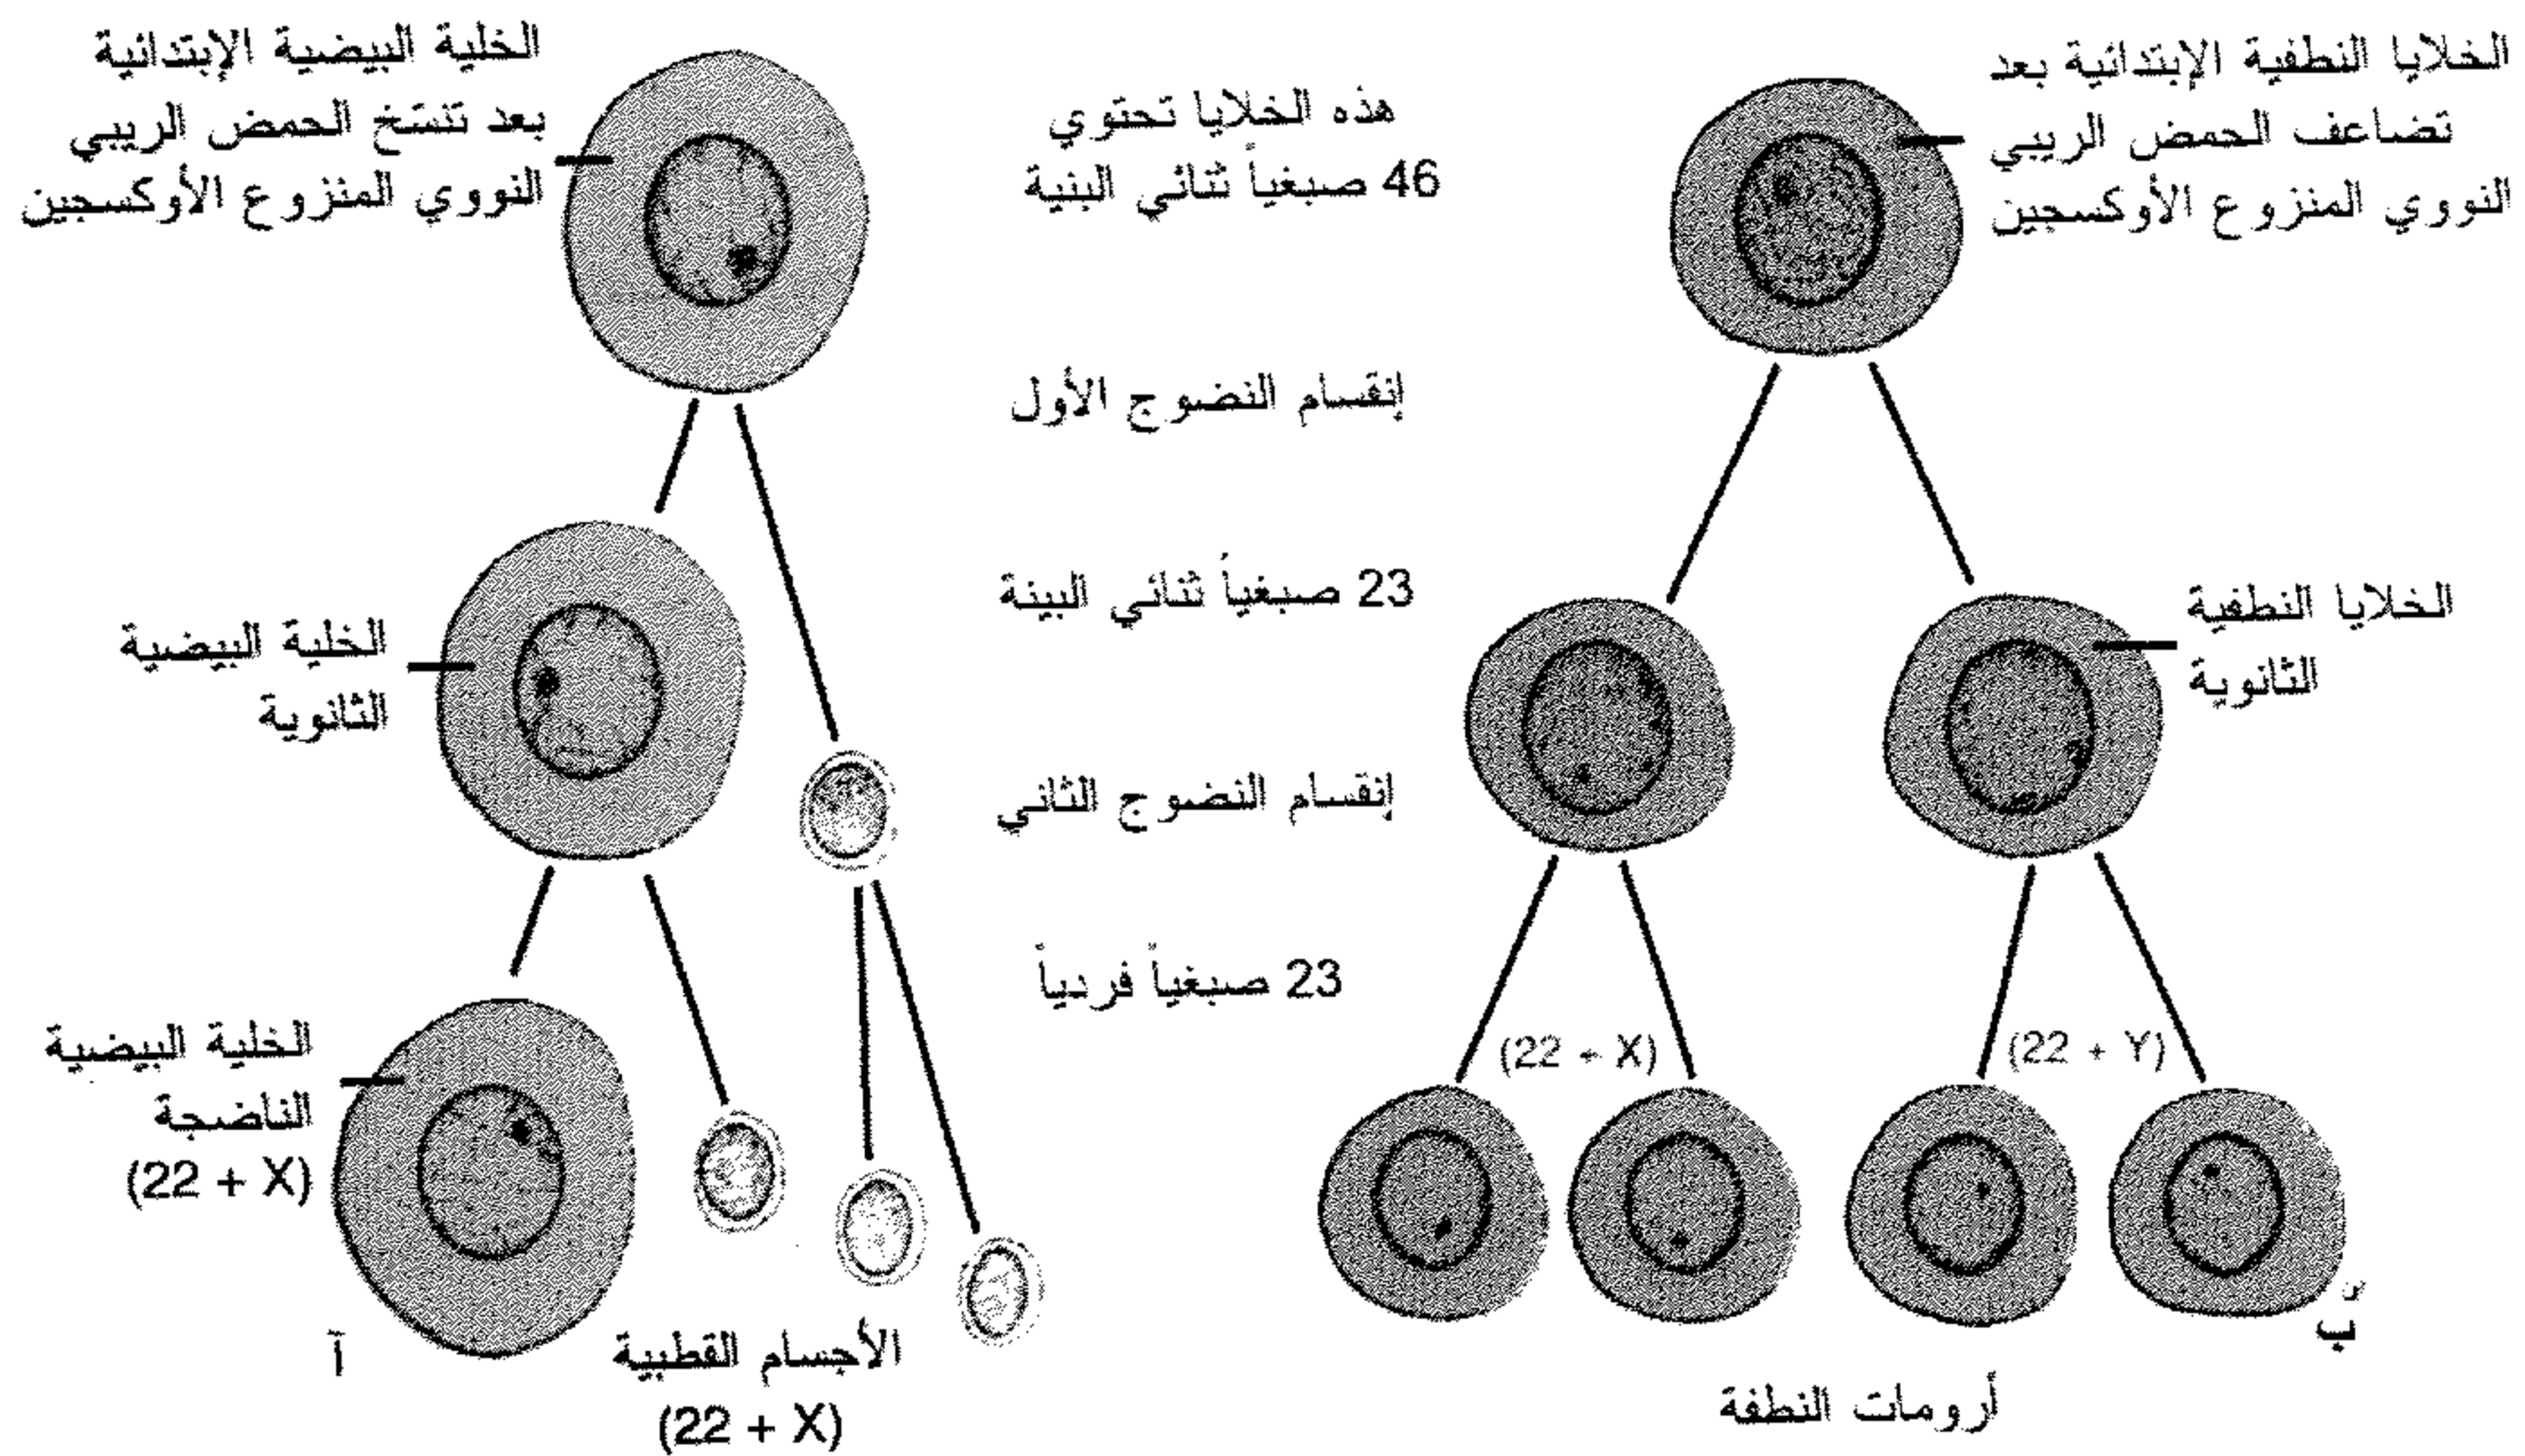 الخلايا النطفية الإبتدائية بعد
تضاعف الحمض الريبي
النووي المنزوع الأوكسجين
هذه الخلايا تحتوي
46 صبغياً ثنائي البنية
الخلية البيضية الإبتدائية
بعد تنتسخ الحمض الريبي
النووي المنزوع الأوكسجين
إنقسام النضوج الأول
الخلايا النطفية
الثانوية
23 صبغياً ثنائي البينة
الخلية البيضية
الثانوية
إنقسام النضوج الثاني
23 صبغياً فردياً
(22 + Y)
(22 + X)
الخلية البيضية
الناضجة
(22 + X)
ب
أرومات النطفة
الأجسام القطبية
(22 + X)
آ